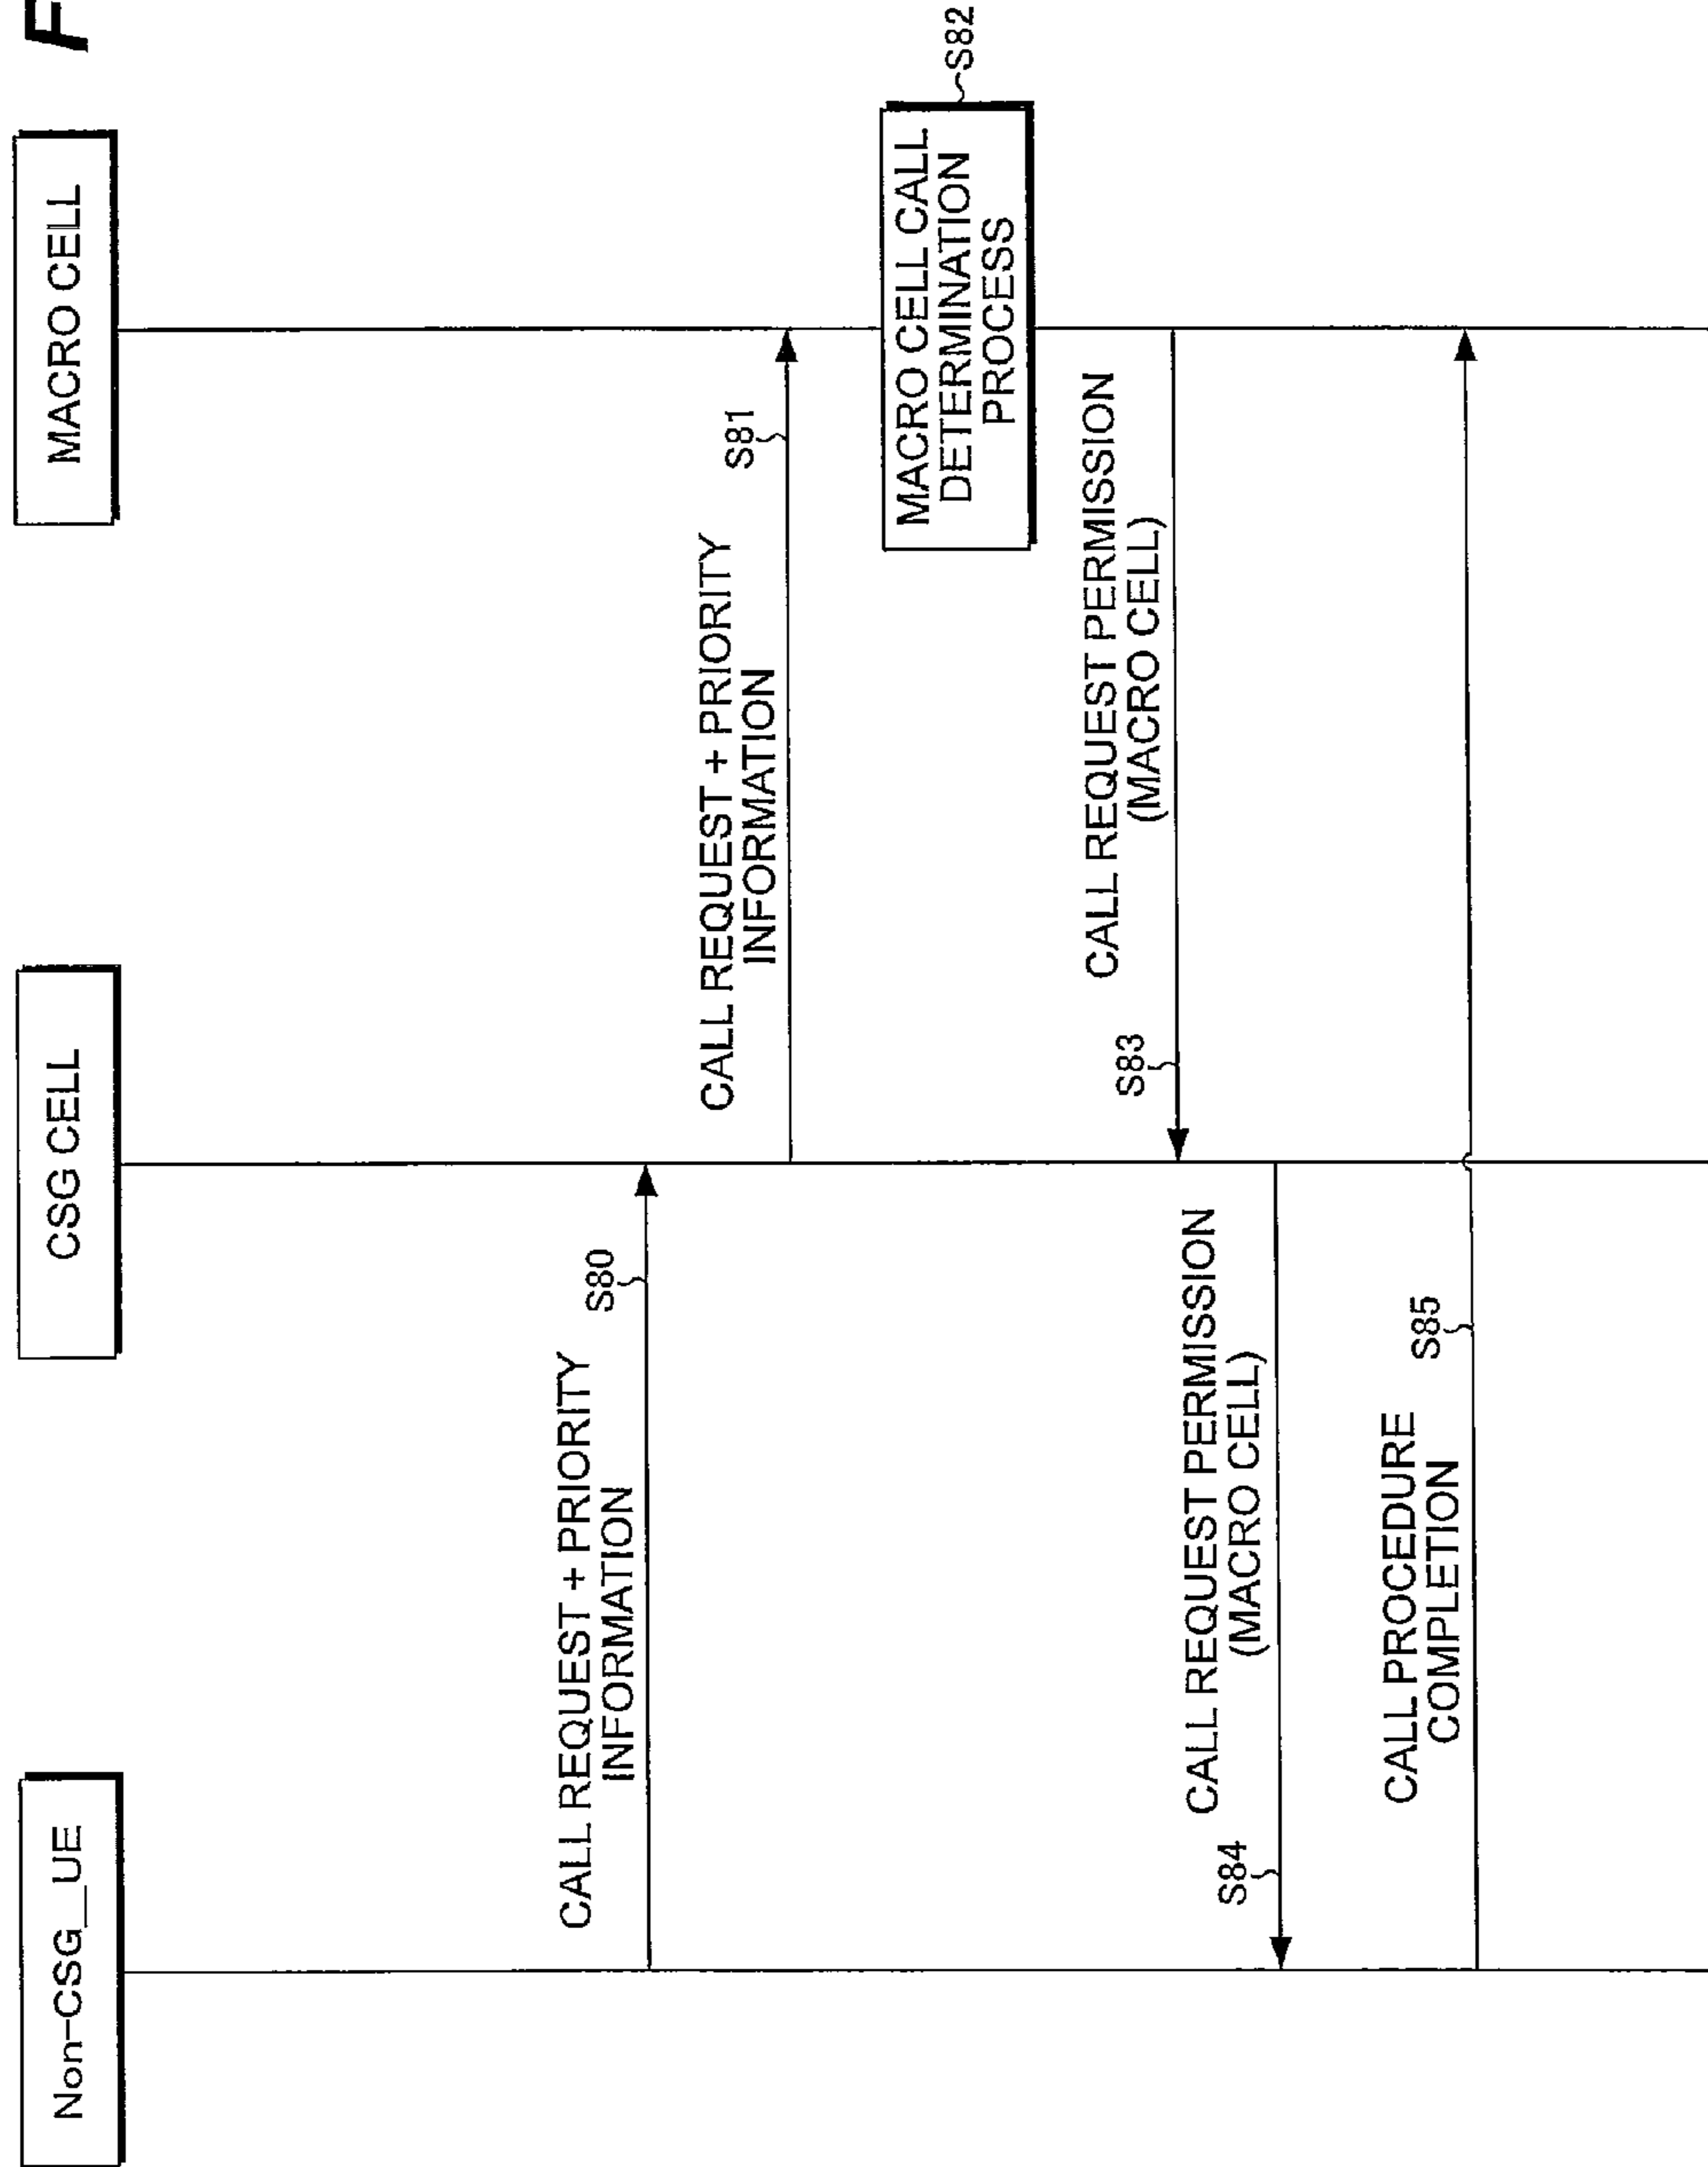 F
Non-CSG_UE
CSG CELL
MACRO CELL
CALL REQUEST + PRIORITY
INFORMATION
S80
CALL REQUEST + PRIORITY
INFORMATION
S81
MACRO CELL CALL
DETERMINATION
PROCESS
S82
CALL REQUEST PERMISSION
(MACRO CELL)
S83
CALL REQUEST PERMISSION
(MACRO CELL)
S84
CALL PROCEDURE
COMPLETION
S85